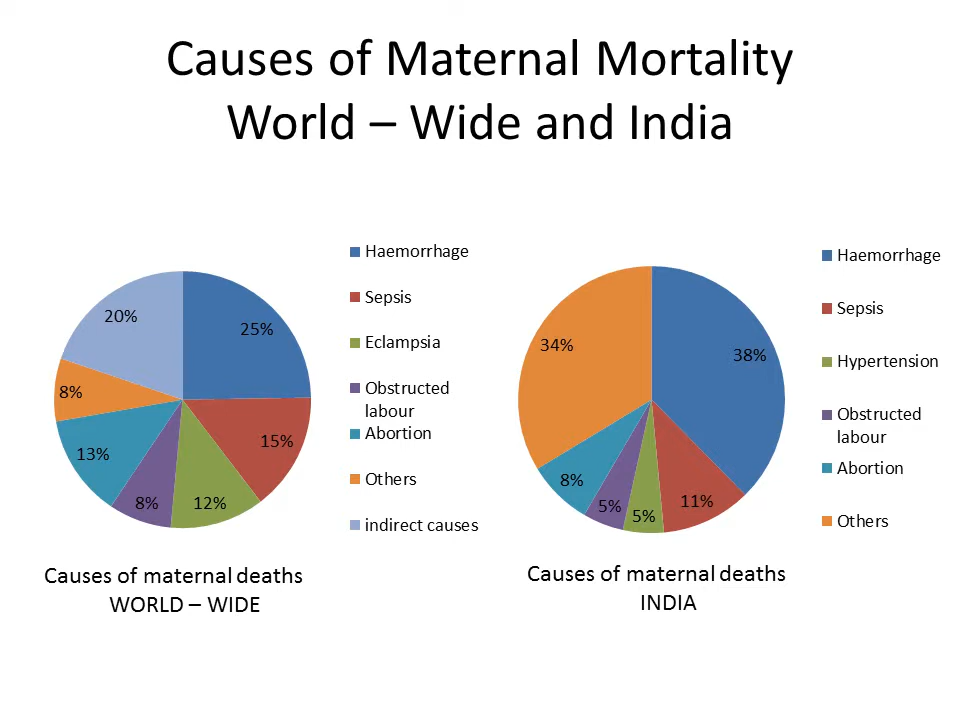 Causes of Maternal Mortality
World – Wide and India
20%
25%
8%
15%
13%
8%
12%
Haemorrhage
Sepsis
Eclampsia
Obstructed
labour
Abortion
Others
indirect causes
Causes of maternal deaths
WORLD – WIDE
34%
38%
8%
5%
5%
11%
Haemorrhage
Sepsis
Hypertension
Obstructed
labour
Abortion
Others
Causes of maternal deaths
INDIA